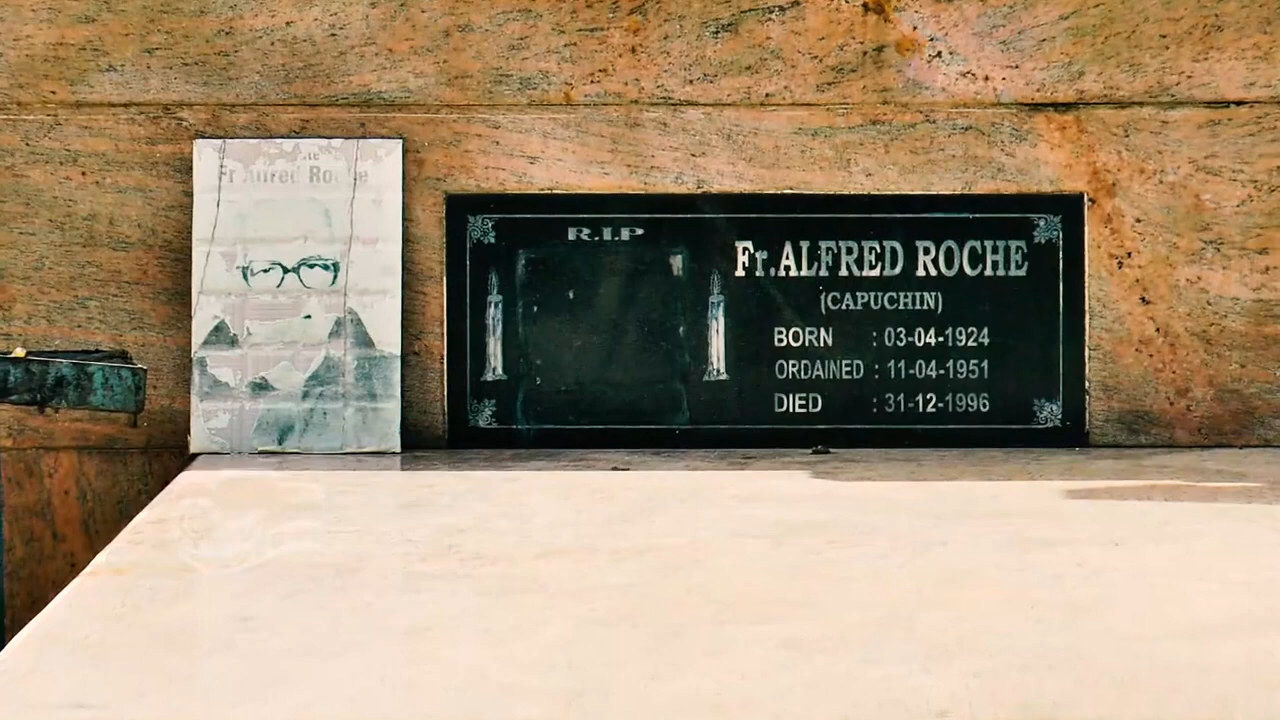 Fr Alfred Roche
R.I.P
Fr.ALFRED ROCHE
(CAPUCHIN)
BORN : 03-04-1924
ORDAINED : 11-04-1951
DIED : 31-12-1996